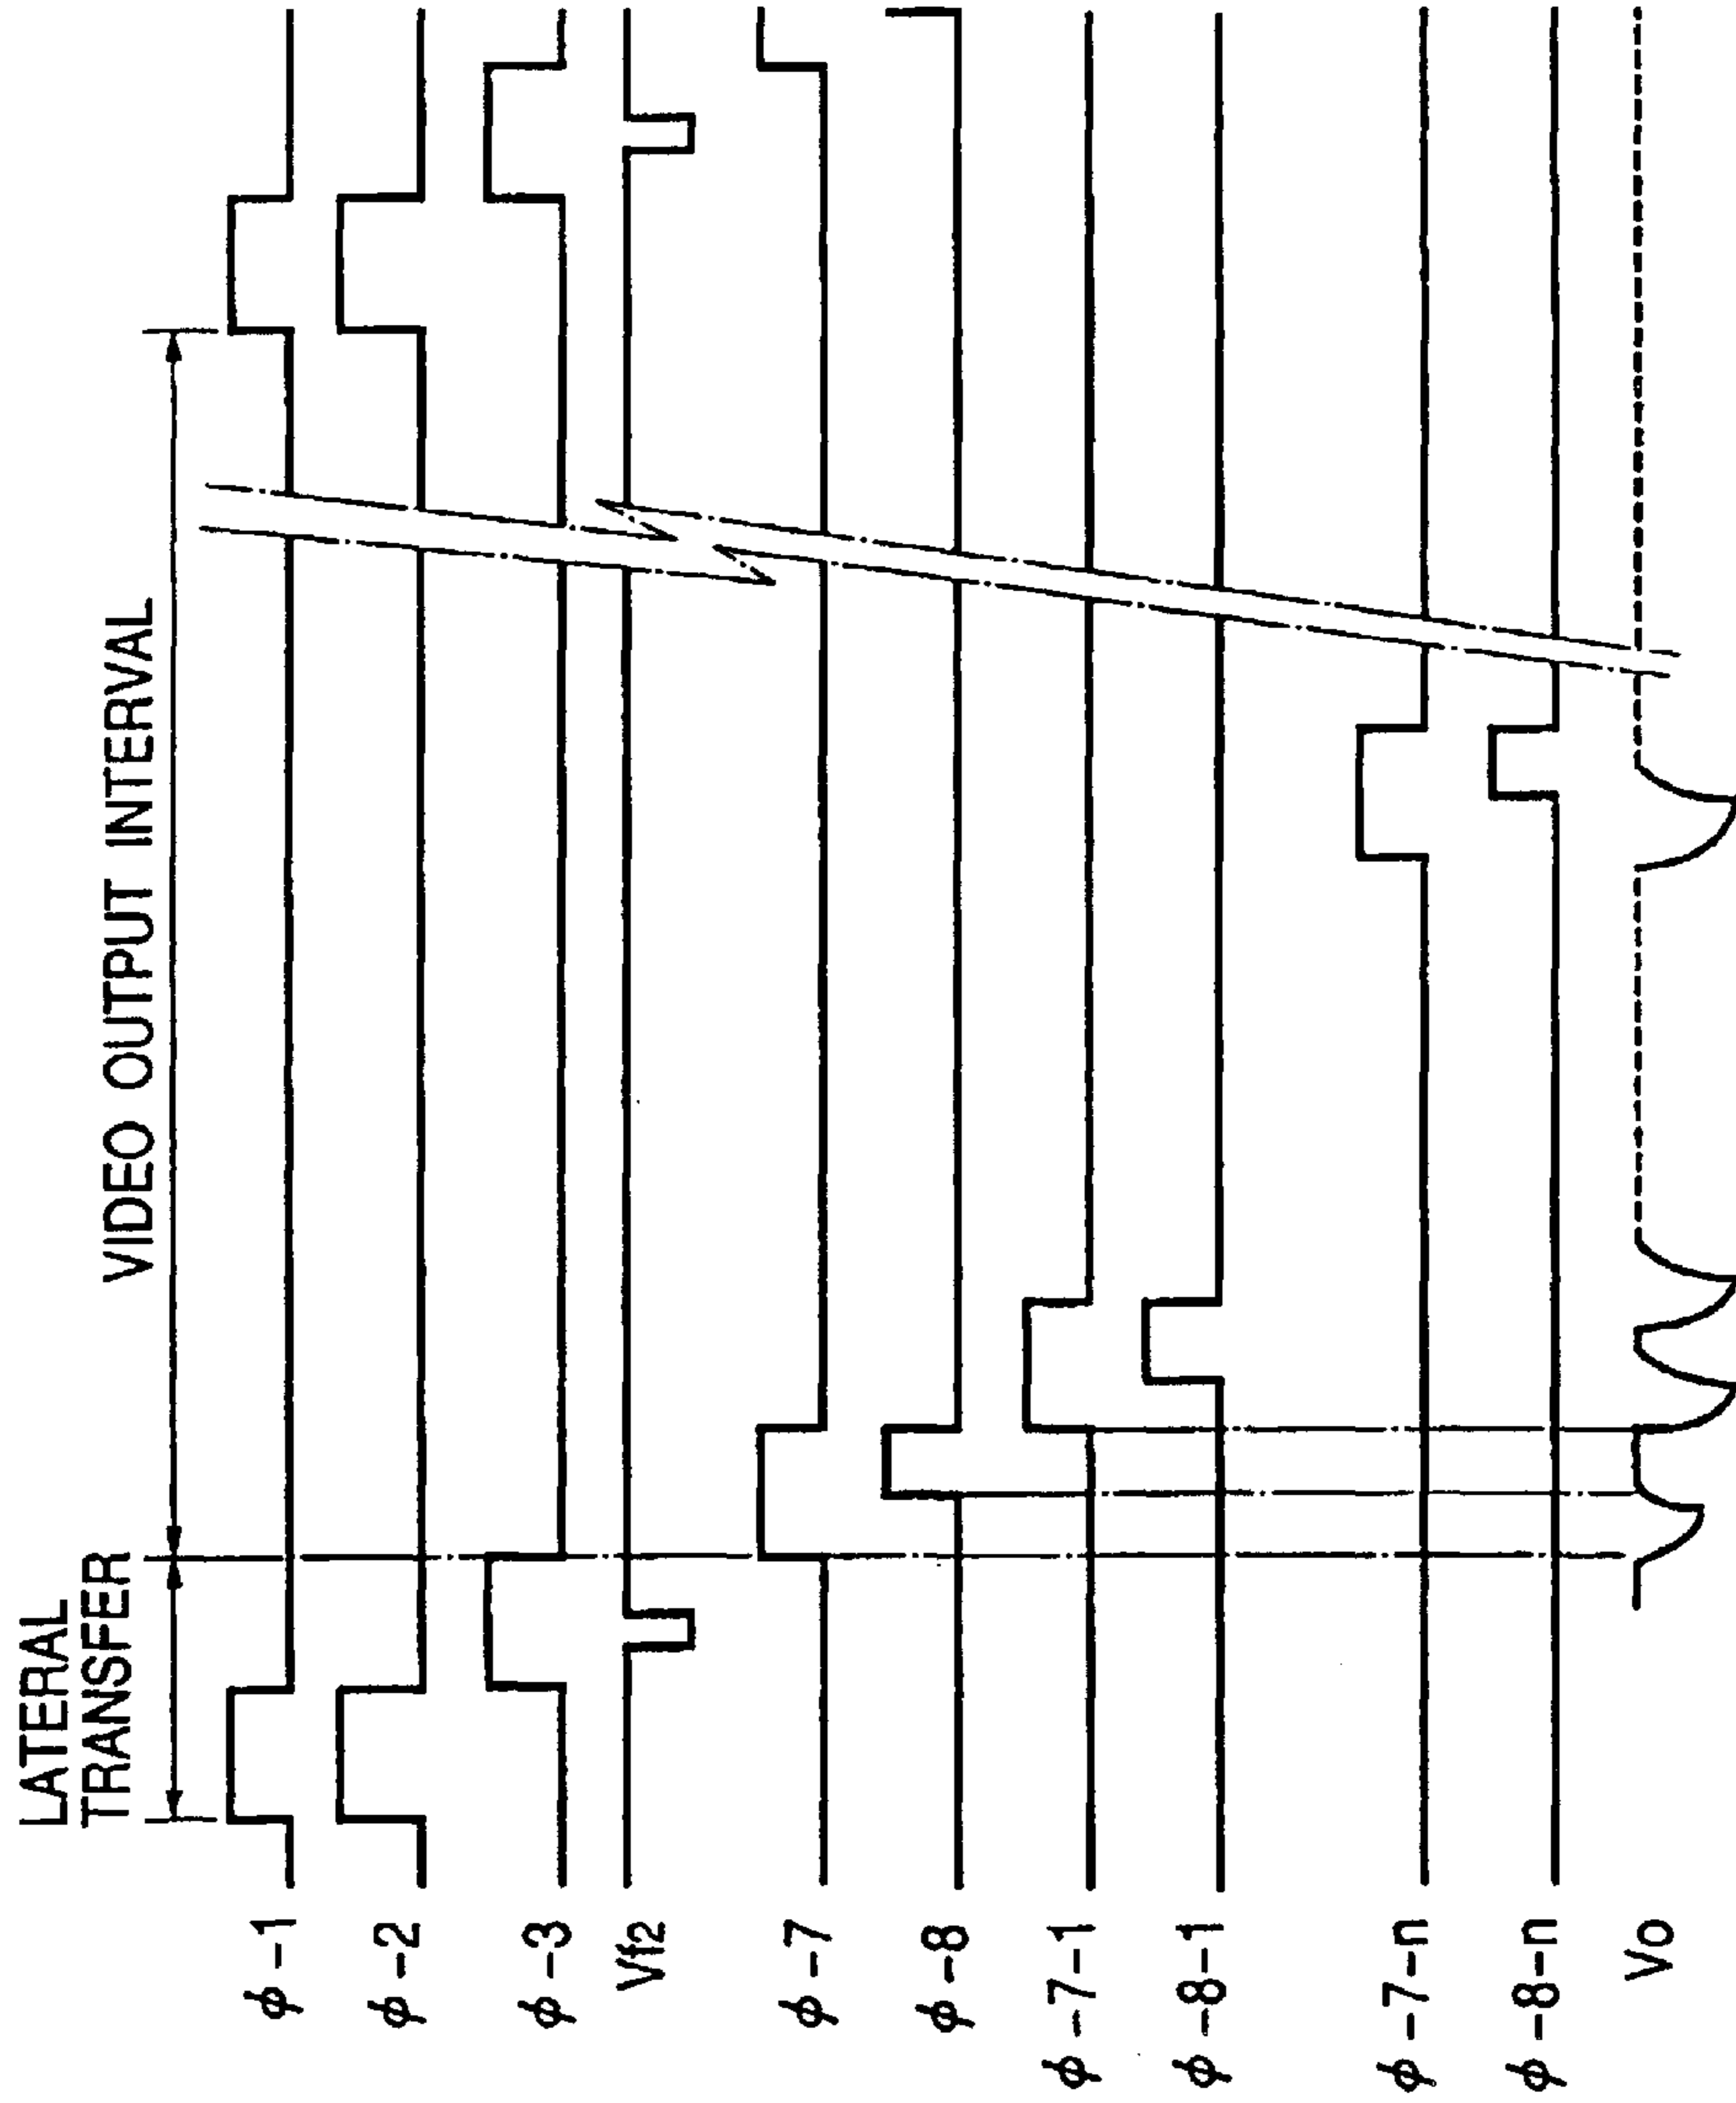 LATERAL
TRANSFER
VIDEO OUTPUT INTERVAL
ϕ-1
ϕ-2
ϕ-3
Vf2
ϕ-7
ϕ-8
ϕ-7-1
ϕ-8-1
ϕ-7-n
ϕ-8-n
Vo